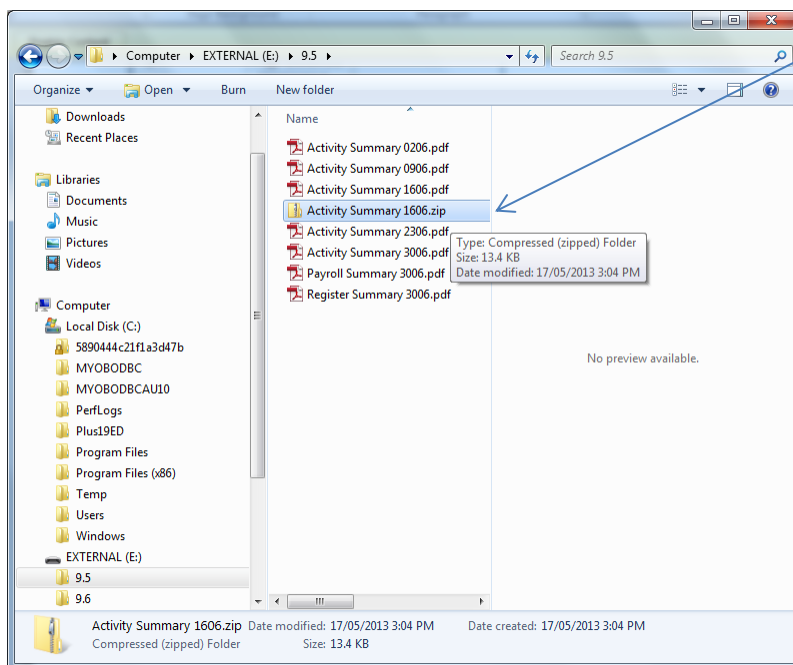 Computer ▸ EXTERNAL (E:) ▸ 9.5 ▸
Search 9.5
Organize
Open
Burn
New folder
Downloads
Recent Places
Libraries
Documents
Music
Pictures
Videos
Computer
Local Disk (C:)
5890444c21f1a3d47b
MYOBODBC
MYOBODBCAU10
PerfLogs
Plus19ED
Program Files
Program Files (x86)
Temp
Users
Windows
EXTERNAL (E:)
9.5
9.6
Name
Activity Summary 0206.pdf
Activity Summary 0906.pdf
Activity Summary 1606.pdf
Activity Summary 1606.zip
Activity Summary 2306.pdf
Activity Summary 3006.pdf
Payroll Summary 3006.pdf
Register Summary 3006.pdf
Type: Compressed (zipped) Folder
Size: 13.4 KB
Date modified: 17/05/2013 3:04 PM
No preview available.
Activity Summary 1606.zip Date modified: 17/05/2013 3:04 PM Date created: 17/05/2013 3:04 PM
Compressed (zipped) Folder Size: 13.4 KB